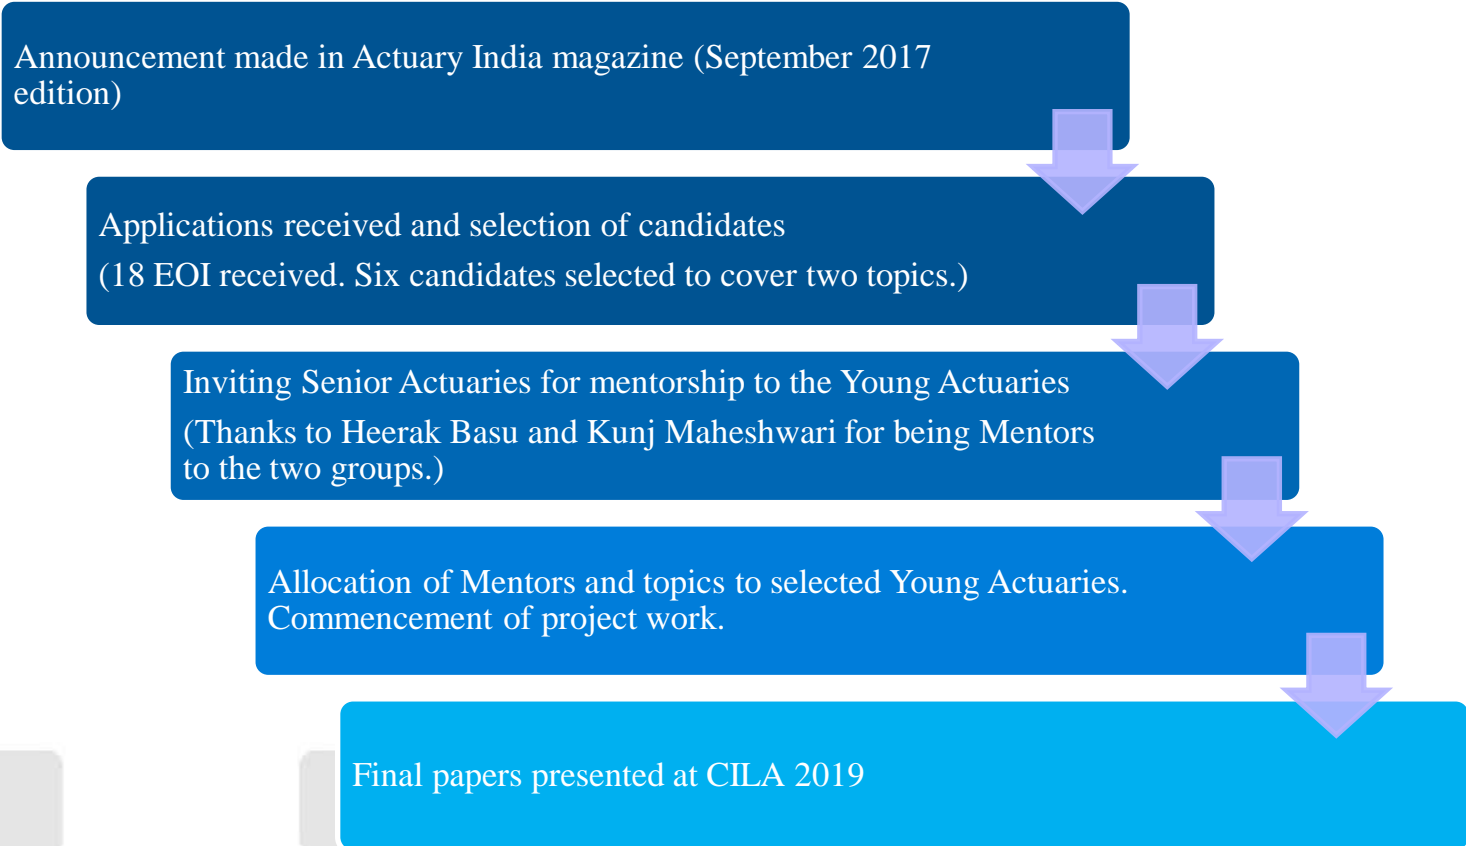 Announcement made in Actuary India magazine (September 2017
edition)
Applications received and selection of candidates
(18 EOI received. Six candidates selected to cover two topics.)
Inviting Senior Actuaries for mentorship to the Young Actuaries
(Thanks to Heerak Basu and Kunj Maheshwari for being Mentors
to the two groups.)
Allocation of Mentors and topics to selected Young Actuaries.
Commencement of project work.
Final papers presented at CILA 2019